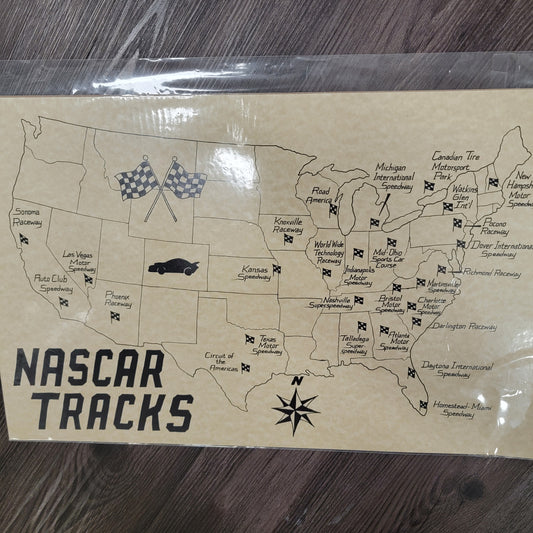 Canadian Tire
Motorsport
Park
Michigan
International
Speedway
New
Hampshire
Motor
Speedway
Watkins
Glen
Int'l
Road
America
Sonoma
Raceway
Knoxville
Raceway
Pocono
Raceway
World Wide
Technology
Raceway
Mid-Ohio
Sports Car
Course
Dover International
Speedway
Las Vegas
Motor
Speedway
Kansas
Speedway
Indianapolis
Motor
Speedway
Richmond Raceway
Auto Club
Speedway
Martinsville
Speedway
Phoenix
Raceway
Nashville
Superspeedway
Bristol
Motor
Speedway
Charlotte
Motor
Speedway
Darlington Raceway
Texas
Motor
Speedway
Talladega
Super
speedway
Atlanta
Motor
Speedway
Circuit of
the
Americas
Daytona International
Speedway
NASCAR
TRACKS
N
Homestead-Miami
Speedway